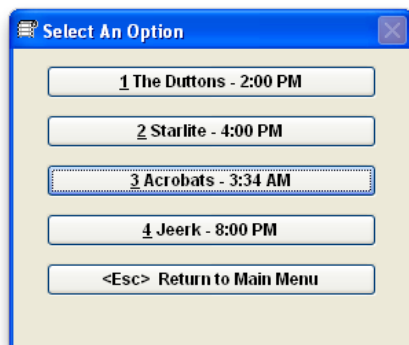 Select An Option
1 The Duttons - 2:00 PM
2 Starlite - 4:00 PM
3 Acrobats - 3:34 AM
4 Jeerk - 8:00 PM
<Esc>  Return to Main Menu